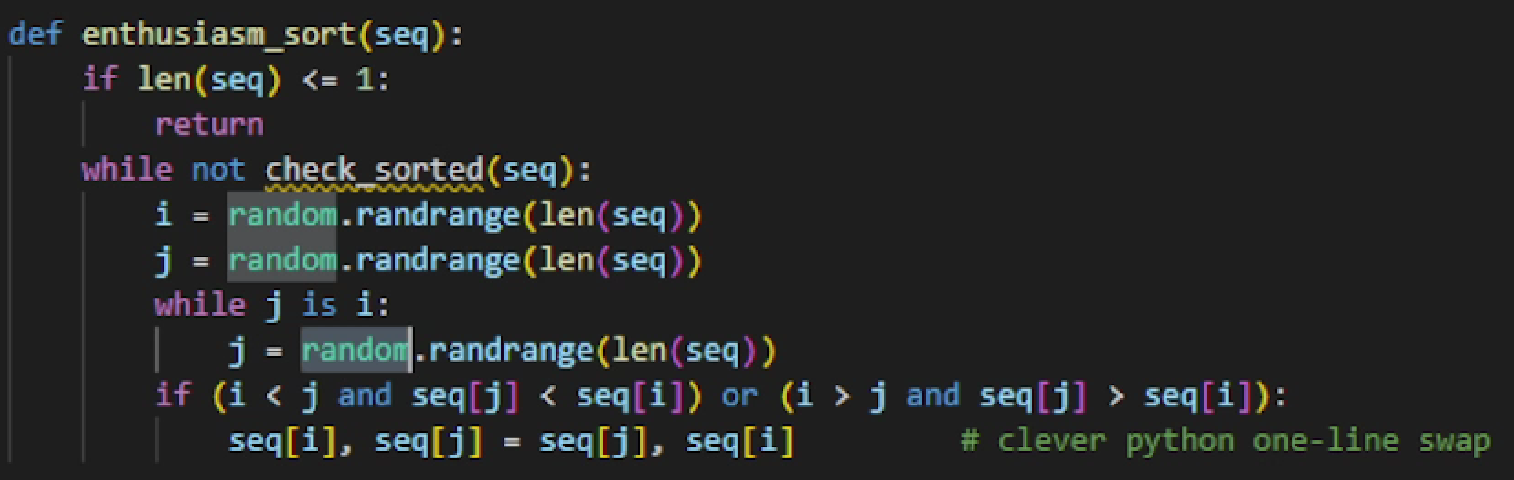 def enthusiasm_sort(seq):
    if len(seq) <= 1:
        return
    while not check_sorted(seq):
        i = random.randrange(len(seq))
        j = random.randrange(len(seq))
        while j is i:
            j = random.randrange(len(seq))
        if (i < j and seq[j] < seq[i]) or (i > j and seq[j] > seq[i]):
            seq[i], seq[j] = seq[j], seq[i]         # clever python one-line swap